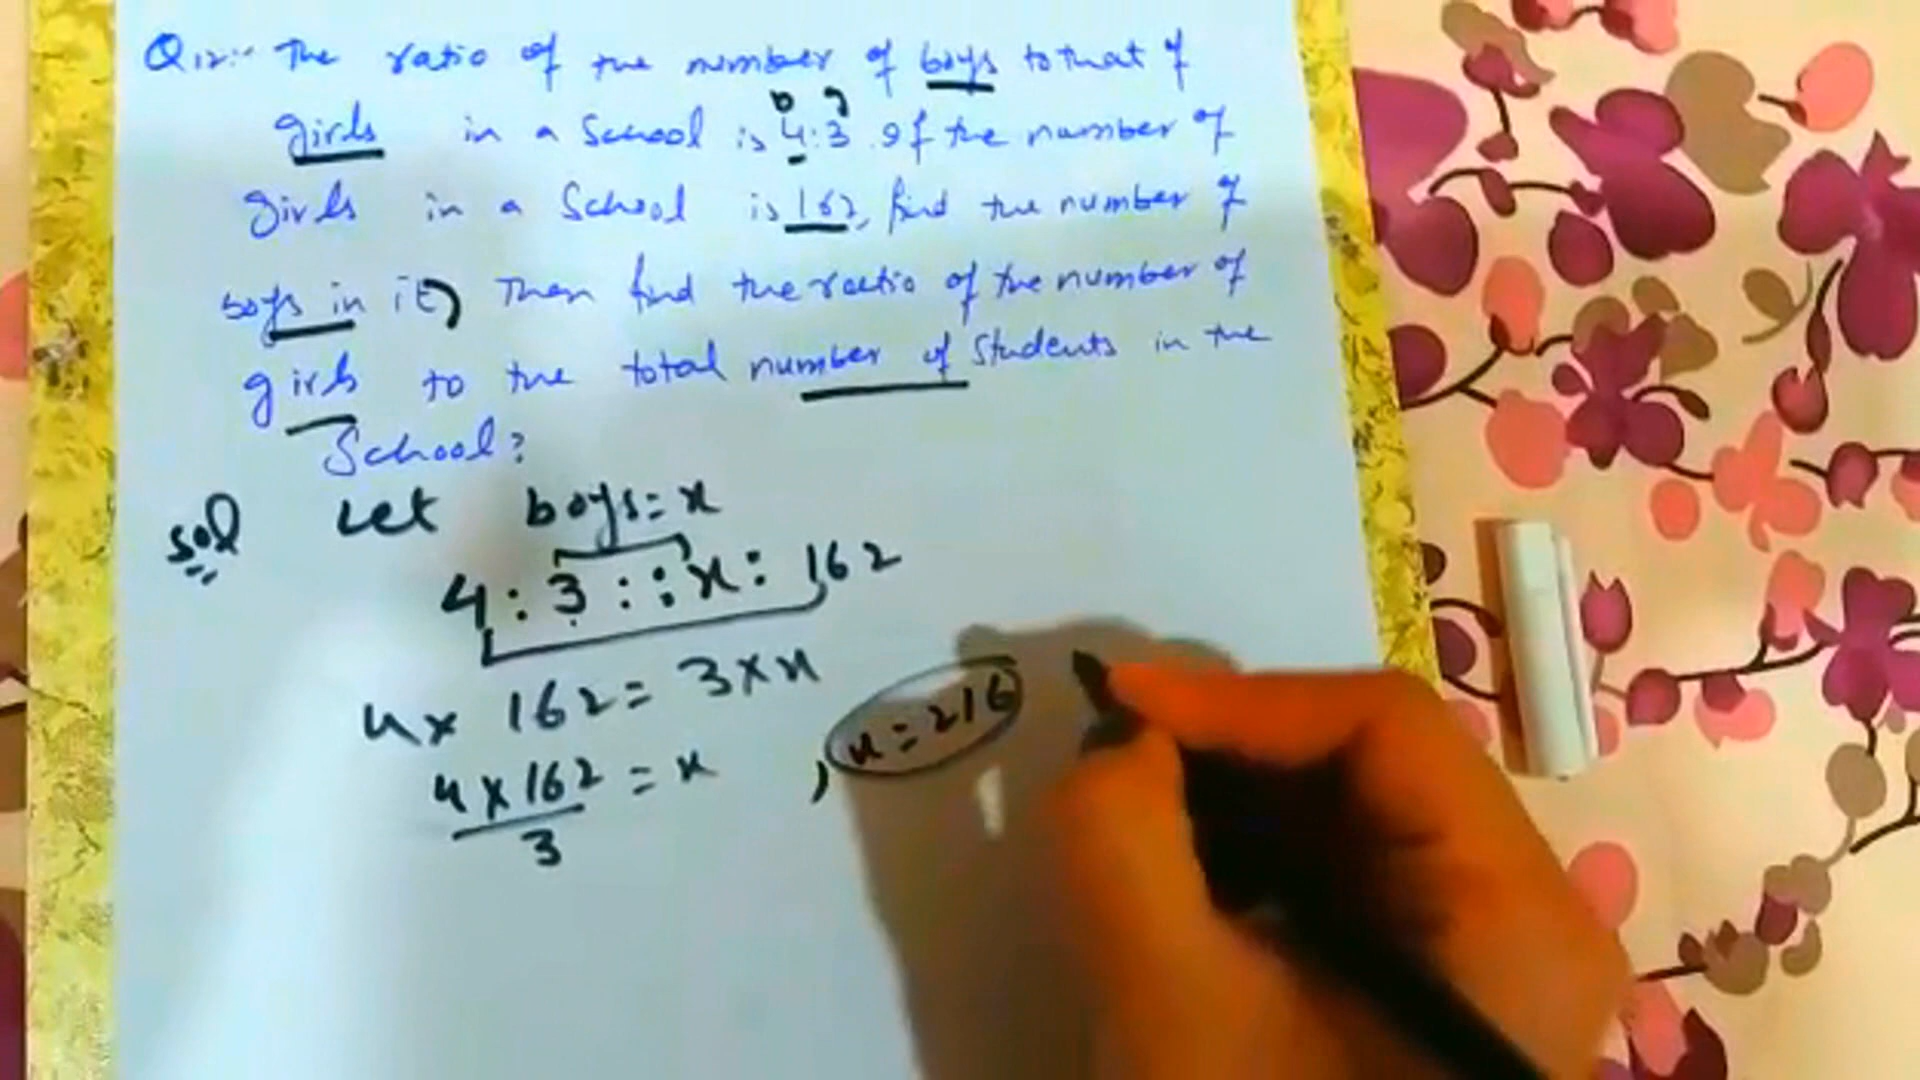 Q12:- The ratio of the number of boys to that of
b g
girls in a School is 4:3. If the number of
girls in a School is 162, find the number of
boys in it) Then find the ratio of the number of
girls to the total number of students in the
School?
Sol Let boys = x
4 : 3 :: x : 162
4 x 162 = 3 x x
4 x 162 / 3 = x , x = 216